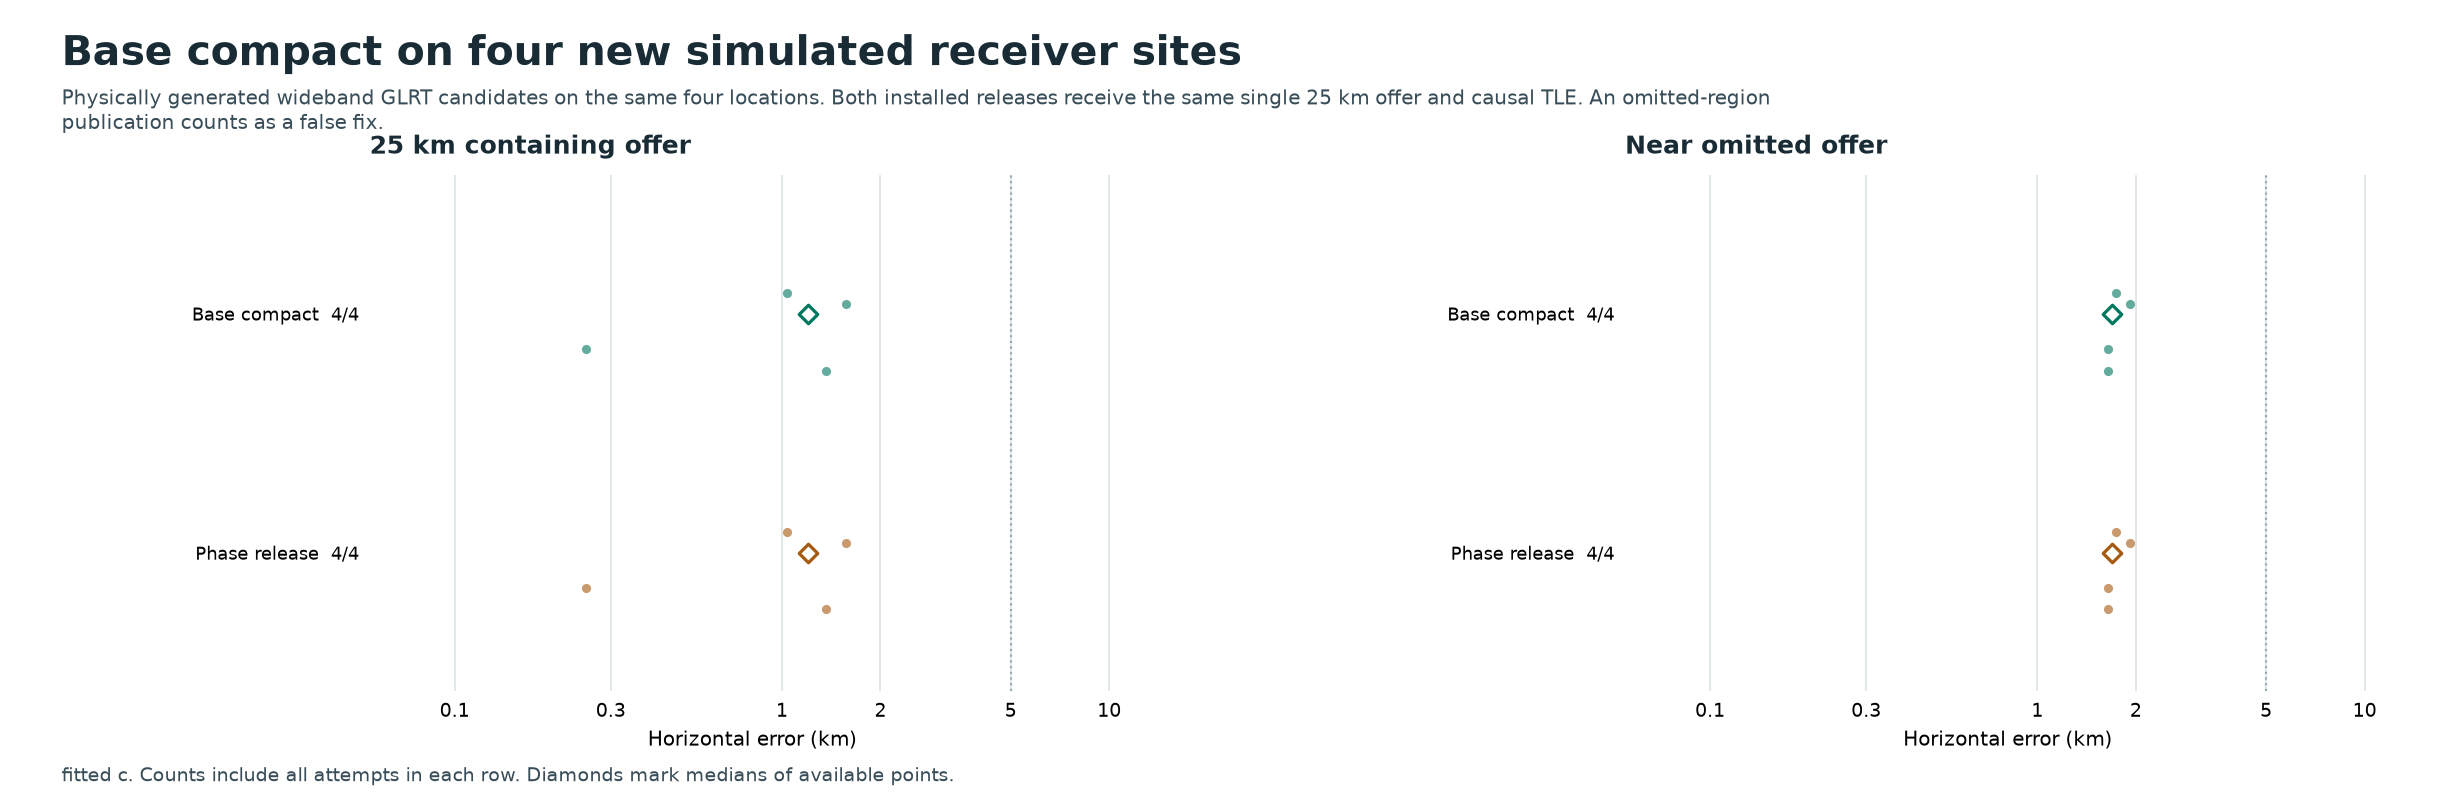 Base compact on four new simulated receiver sites
Physically generated wideband GLRT candidates on the same four locations. Both installed releases receive the same single 25 km offer and causal TLE. An omitted-region
publication counts as a false fix.
25 km containing offer
Base compact 4/4
Phase release 4/4
0.1 0.3 1 2 5 10
Horizontal error (km)
Near omitted offer
Base compact 4/4
Phase release 4/4
0.1 0.3 1 2 5 10
Horizontal error (km)
fitted c. Counts include all attempts in each row. Diamonds mark medians of available points.